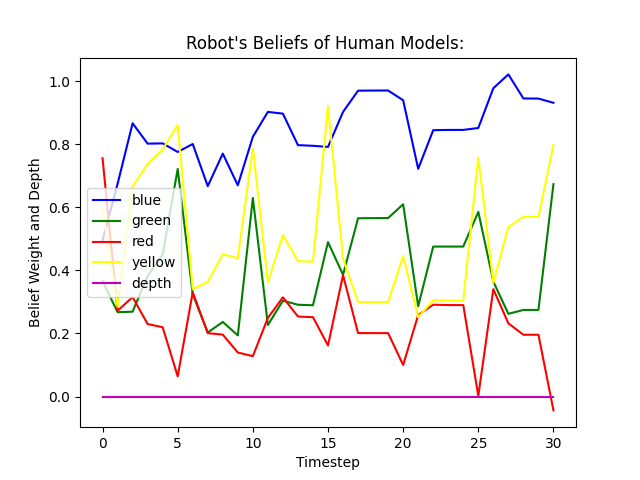 Robot's Beliefs of Human Models:
1.0
0.8
0.6
0.4
0.2
0.0
Belief Weight and Depth
blue
green
red
yellow
depth
0 5 10 15 20 25 30
Timestep